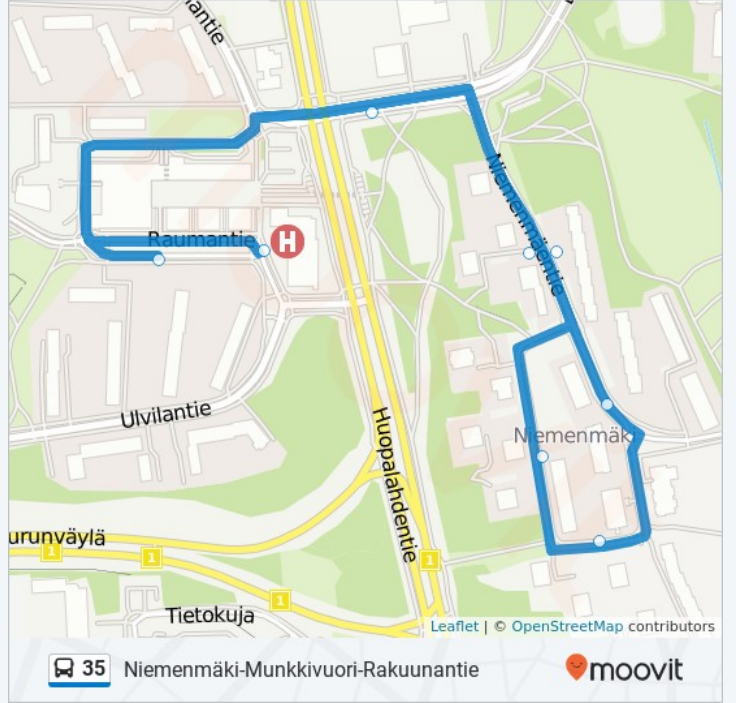 antie
Niemenmäentie
Raumantie
H
Ulvilantie
Niemenmäki
Huopalahdentie
urunväylä
1
1
1
1
Tietokuja
Leaflet | © OpenStreetMap contributors
35 Niemenmäki-Munkkivuori-Rakuunantie
moovit